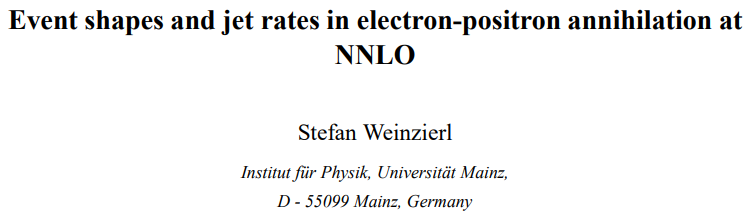 Event shapes and jet rates in electron-positron annihilation at
NNLO
Stefan Weinzierl
Institut für Physik, Universität Mainz,
D - 55099 Mainz, Germany